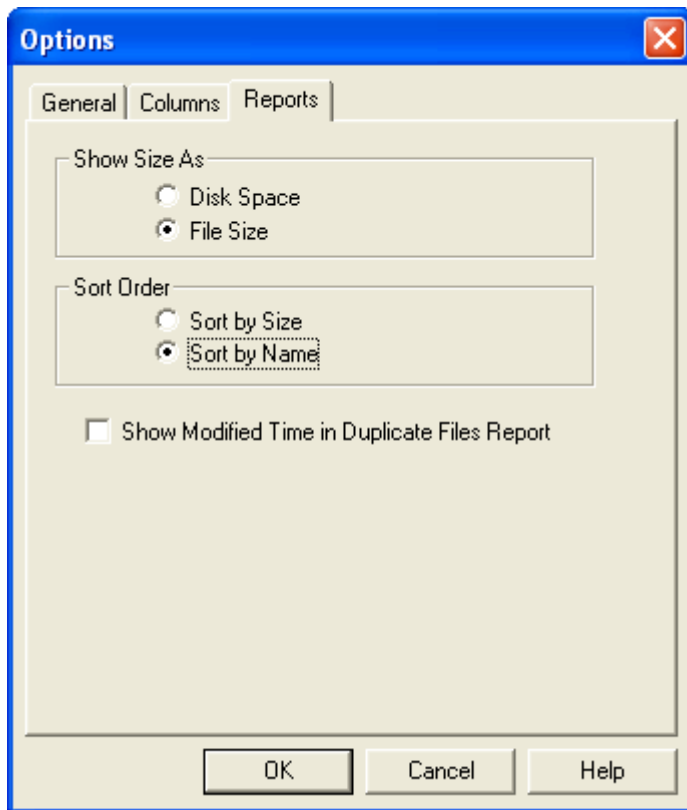 Options
General Columns Reports
Show Size As
Disk Space
File Size
Sort Order
Sort by Size
Sort by Name
Show Modified Time in Duplicate Files Report
OK Cancel Help